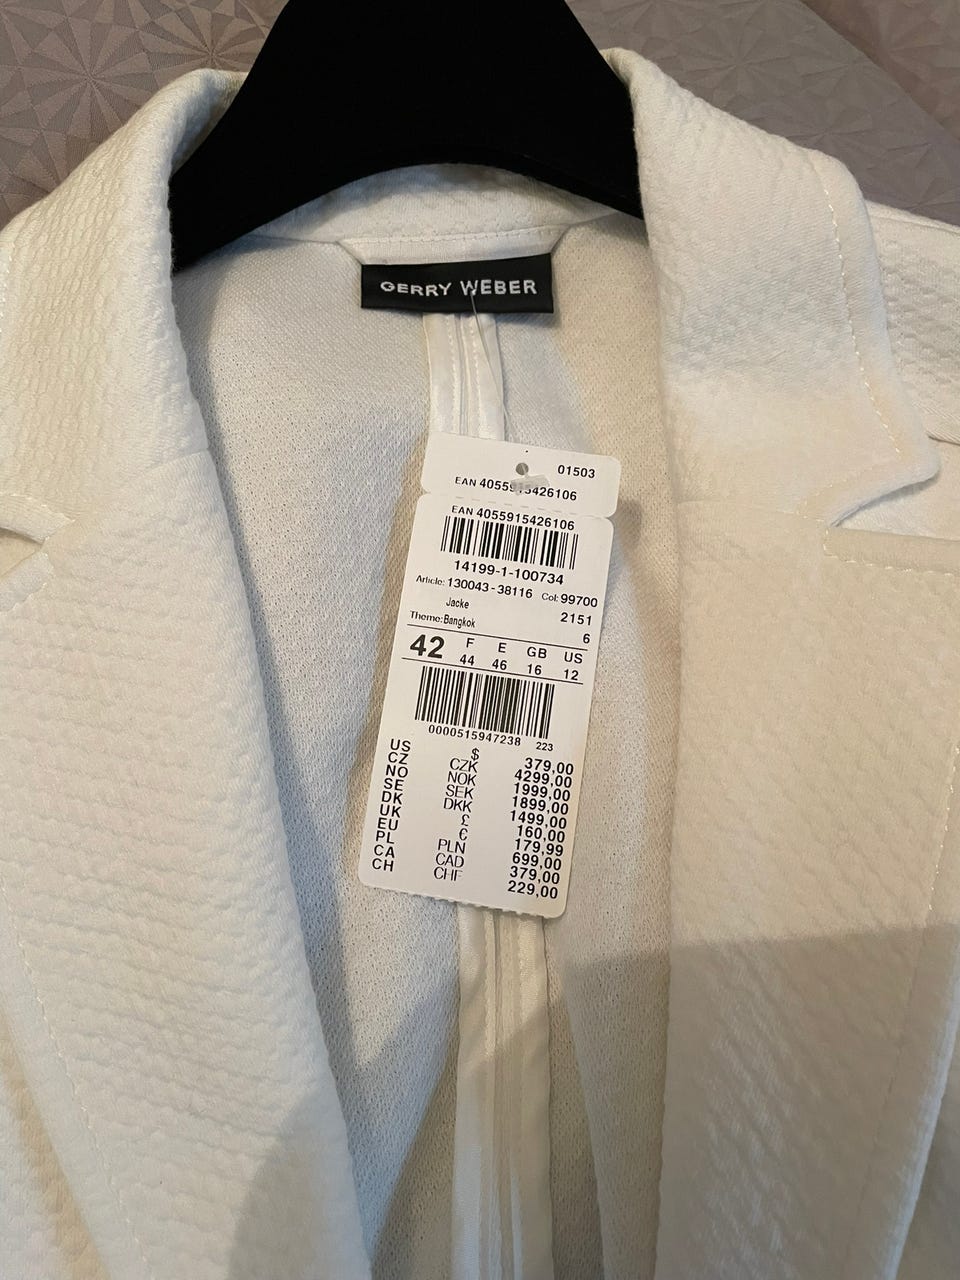 GERRY WEBER
01503
EAN 4055915426106
EAN 4055915426106
14199-1-100734
Article: 130043-38116 Col: 99700
Jacke 2151
Theme:Bangkok 6
42 F E GB US
44 46 16 12
0000515947238 223
US $ 379,00
CZ CZK 4299,00
NO NOK 1999,00
SE SEK 1899,00
DK DKK 1499,00
UK £ 160,00
EU € 179,99
PL PLN 699,00
CA CAD 379,00
CH CHF 229,00